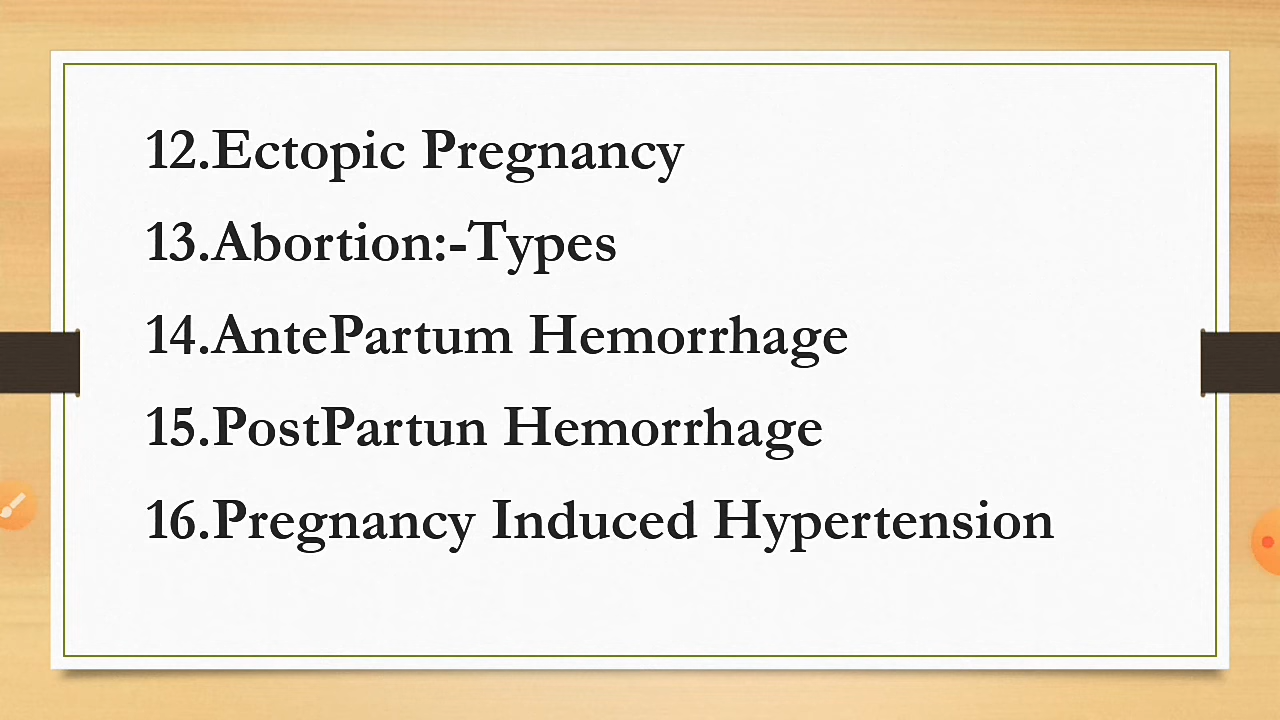 12.Ectopic Pregnancy
13.Abortion:-Types
14.AntePartum Hemorrhage
15.PostPartun Hemorrhage
16.Pregnancy Induced Hypertension